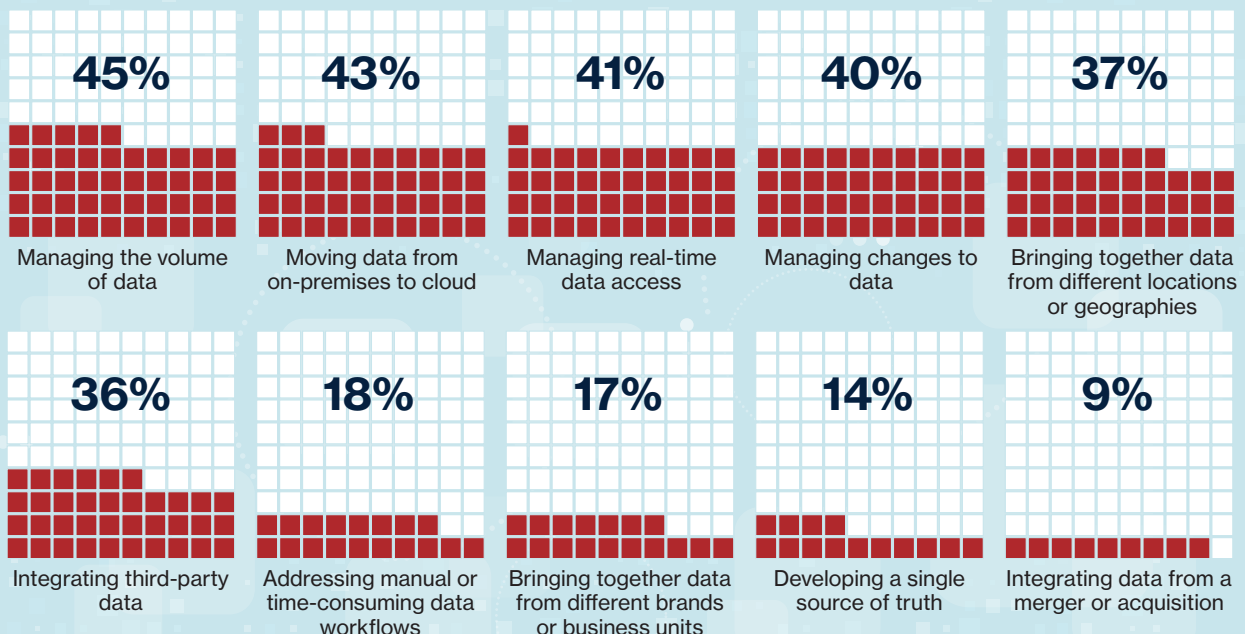 45%
43%
41%
40%
37%
Managing the volume
of data
Moving data from
on-premises to cloud
Managing real-time
data access
Managing changes to
data
Bringing together data
from different locations
or geographies
36%
18%
17%
14%
9%
Integrating third-party
data
Addressing manual or
time-consuming data
workflows
Bringing together data
from different brands
or business units
Developing a single
source of truth
Integrating data from a
merger or acquisition